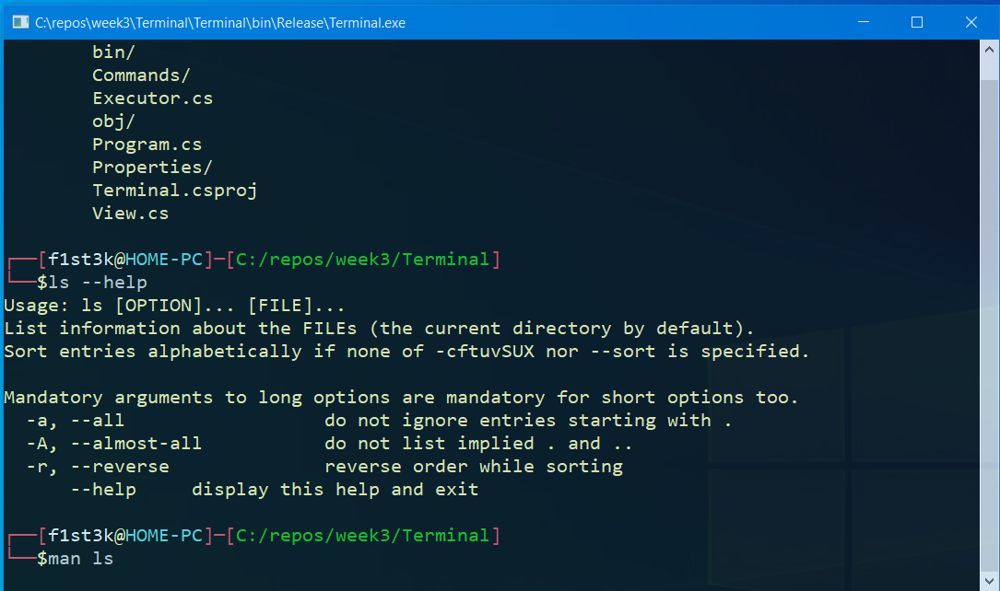 C:\repos\week3\Terminal\Terminal\bin\Release\Terminal.exe
bin/
Commands/
Executor.cs
obj/
Program.cs
Properties/
Terminal.csproj
View.cs
┌──[f1st3k@HOME-PC]─[C:/repos/week3/Terminal]
└──$ls --help
Usage: ls [OPTION]... [FILE]...
List information about the FILEs (the current directory by default).
Sort entries alphabetically if none of -cftuvSUX nor --sort is specified.
Mandatory arguments to long options are mandatory for short options too.
  -a, --all                  do not ignore entries starting with .
  -A, --almost-all           do not list implied . and ..
  -r, --reverse              reverse order while sorting
      --help     display this help and exit
┌──[f1st3k@HOME-PC]─[C:/repos/week3/Terminal]
└──$man ls